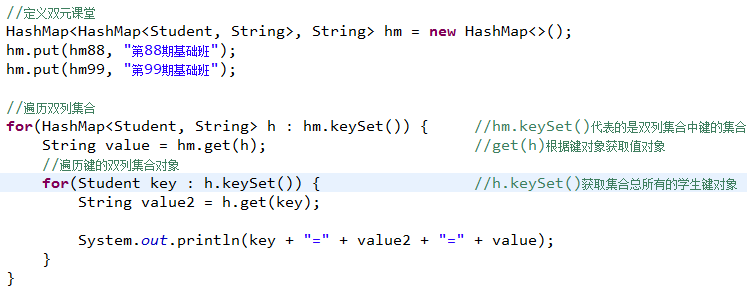 //定义双元课堂
HashMap<HashMap<Student, String>, String> hm = new HashMap<>();
hm.put(hm88, "第88期基础班");
hm.put(hm99, "第99期基础班");
//遍历双列集合
for(HashMap<Student, String> h : hm.keySet()) { //hm.keySet()代表的是双列集合中键的集合
String value = hm.get(h); //get(h)根据键对象获取值对象
//遍历键的双列集合对象
for(Student key : h.keySet()) { //h.keySet()获取集合总所有的学生键对象
String value2 = h.get(key);
System.out.println(key + "=" + value2 + "=" + value);
}
}